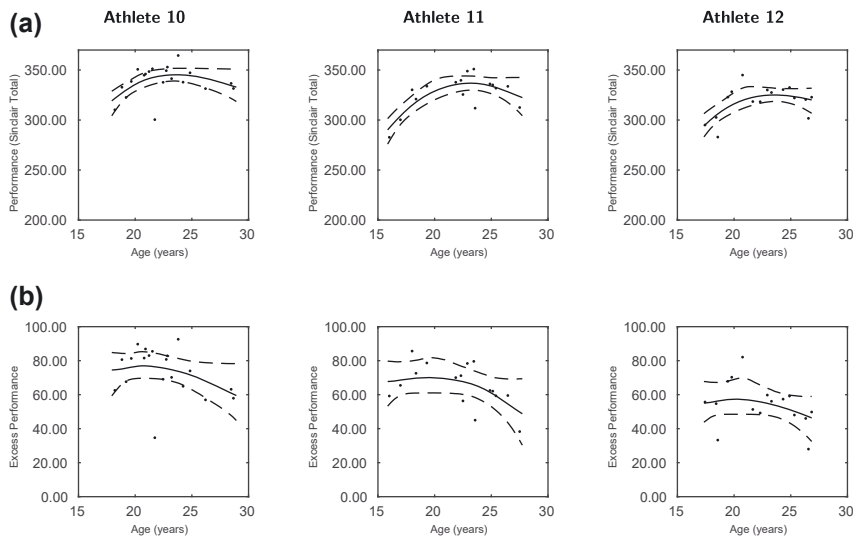 (a)
Athlete 10 Athlete 11 Athlete 12
Performance (Sinclair Total) Performance (Sinclair Total) Performance (Sinclair Total)
350.00 350.00 350.00
300.00 300.00 300.00
250.00 250.00 250.00
200.00 200.00 200.00
15 20 25 30 15 20 25 30 15 20 25 30
Age (years) Age (years) Age (years)
(b)
Excess Performance Excess Performance Excess Performance
100.00 100.00 100.00
80.00 80.00 80.00
60.00 60.00 60.00
40.00 40.00 40.00
20.00 20.00 20.00
0.00 0.00 0.00
15 20 25 30 15 20 25 30 15 20 25 30
Age (years) Age (years) Age (years)